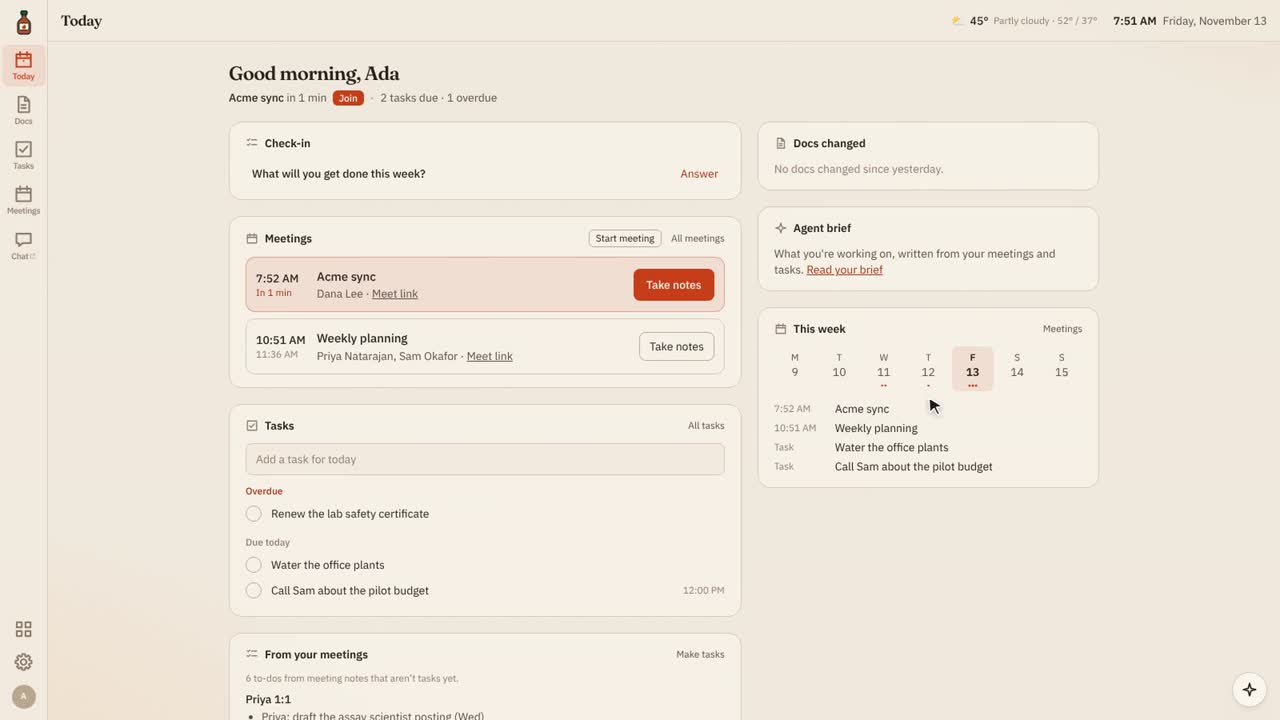 Today
45° Partly cloudy · 52° / 37°
7:51 AM Friday, November 13
Today
Docs
Tasks
Meetings
Chat
A
Good morning, Ada
Acme sync in 1 min Join · 2 tasks due · 1 overdue
Check-in
What will you get done this week? Answer
Meetings Start meeting All meetings
7:52 AM Acme sync
In 1 min Dana Lee · Meet link
Take notes
10:51 AM Weekly planning
11:36 AM Priya Natarajan, Sam Okafor · Meet link
Take notes
Tasks All tasks
Add a task for today
Overdue
Renew the lab safety certificate
Due today
Water the office plants
Call Sam about the pilot budget 12:00 PM
From your meetings Make tasks
6 to-dos from meeting notes that aren't tasks yet.
Priya 1:1
• Priya: draft the assay scientist posting (Wed)
Docs changed
No docs changed since yesterday.
Agent brief
What you're working on, written from your meetings and
tasks. Read your brief
This week Meetings
M T W T F S S
9 10 11 12 13 14 15
7:52 AM Acme sync
10:51 AM Weekly planning
Task Water the office plants
Task Call Sam about the pilot budget